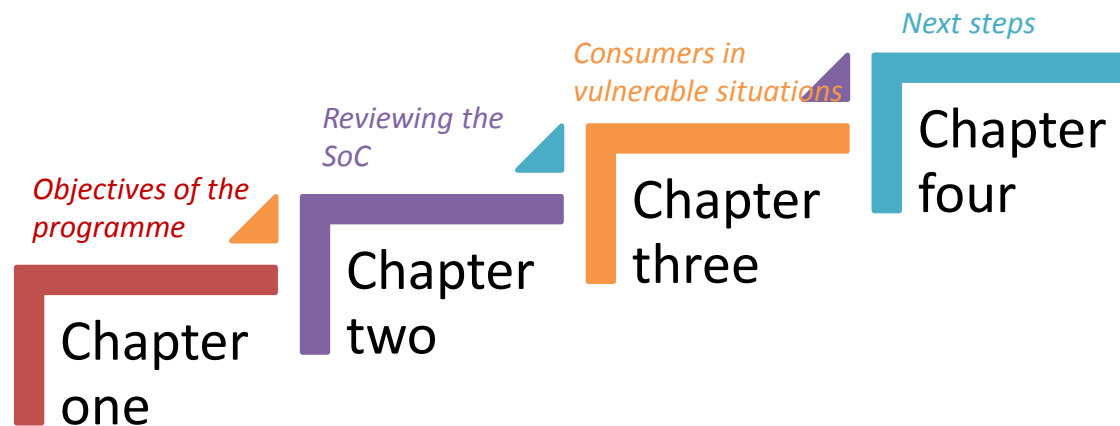 Objectives of the
programme
Chapter
one
Reviewing the
SoC
Chapter
two
Consumers in
vulnerable situations
Chapter
three
Next steps
Chapter
four